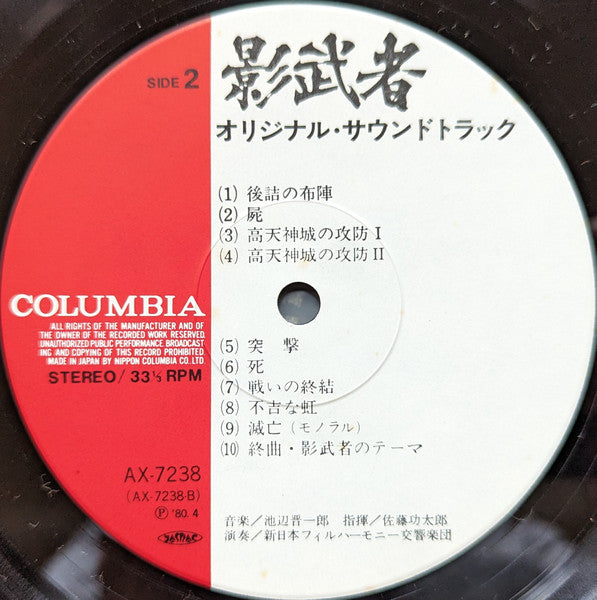 SIDE 2
影武者
オリジナル・サウンドトラック
(1) 後詰の布陣
(2) 屍
(3) 高天神城の攻防 I
(4) 高天神城の攻防 II
COLUMBIA
ALL RIGHTS OF THE MANUFACTURER AND OF
THE OWNER OF THE RECORDED WORK RESERVED.
UNAUTHORIZED PUBLIC PERFORMANCE BROADCAST
ING AND COPYING OF THIS RECORD PROHIBITED.
MADE IN JAPAN BY NIPPON COLUMBIA CO. LTD.
STEREO / 33⅓ RPM
(5) 突 撃
(6) 死
(7) 戦いの終結
(8) 不吉な虹
(9) 滅亡 (モノラル)
(10) 終曲・影武者のテーマ
AX-7238
(AX-7238-B)
Ⓟ '80. 4
JASRAC
音楽／池辺晋一郎 指揮／佐藤功太郎
演奏／新日本フィルハーモニー交響楽団